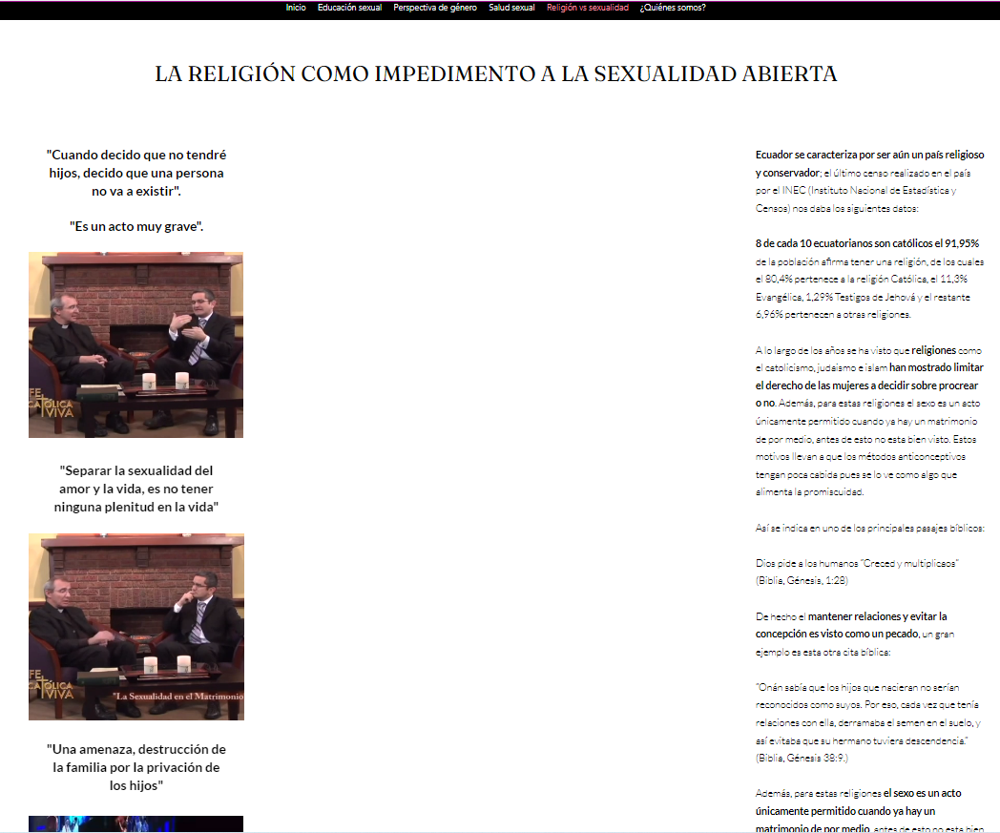 Inicio Educación sexual Perspectiva de género Salud sexual Religión vs sexualidad ¿Quiénes somos?
LA RELIGIÓN COMO IMPEDIMENTO A LA SEXUALIDAD ABIERTA
"Cuando decido que no tendré
hijos, decido que una persona
no va a existir".
"Es un acto muy grave".
FE
CATÓLICA
VIVA
"Separar la sexualidad del
amor y la vida, es no tener
ninguna plenitud en la vida"
FE
CATÓLICA
VIVA
"La Sexualidad en el Matrimonio
"Una amenaza, destrucción de
la familia por la privación de
los hijos"
Ecuador se caracteriza por ser aún un país religioso
y conservador; el último censo realizado en el país
por el INEC (Instituto Nacional de Estadística y
Censos) nos daba los siguientes datos:
8 de cada 10 ecuatorianos son católicos el 91,95%
de la población afirma tener una religión, de los cuales
el 80,4% pertenece a la religión Católica, el 11,3%
Evangélica, 1,29% Testigos de Jehová y el restante
6,96% pertenecen a otras religiones.
A lo largo de los años se ha visto que religiones como
el catolicismo, judaismo e islam han mostrado limitar
el derecho de las mujeres a decidir sobre procrear
o no. Además, para estas religiones el sexo es un acto
únicamente permitido cuando ya hay un matrimonio
de por medio, antes de esto no esta bien visto. Estos
motivos llevan a que los métodos anticonceptivos
tengan poca cabida pues se lo ve como algo que
alimenta la promiscuidad.
Así se indica en uno de los principales pasajes bíblicos:
Dios pide a los humanos "Creced y multiplicaos"
(Biblia, Génesis, 1:28)
De hecho el mantener relaciones y evitar la
concepción es visto como un pecado, un gran
ejemplo es esta otra cita bíblica:
"Onán sabía que los hijos que nacieran no serían
reconocidos como suyos. Por eso, cada vez que tenía
relaciones con ella, derramaba el semen en el suelo, y
así evitaba que su hermano tuviera descendencia."
(Biblia, Génesis 38:9.)
Además, para estas religiones el sexo es un acto
únicamente permitido cuando ya hay un
matrimonio de por medio, antes de esto no esta bien